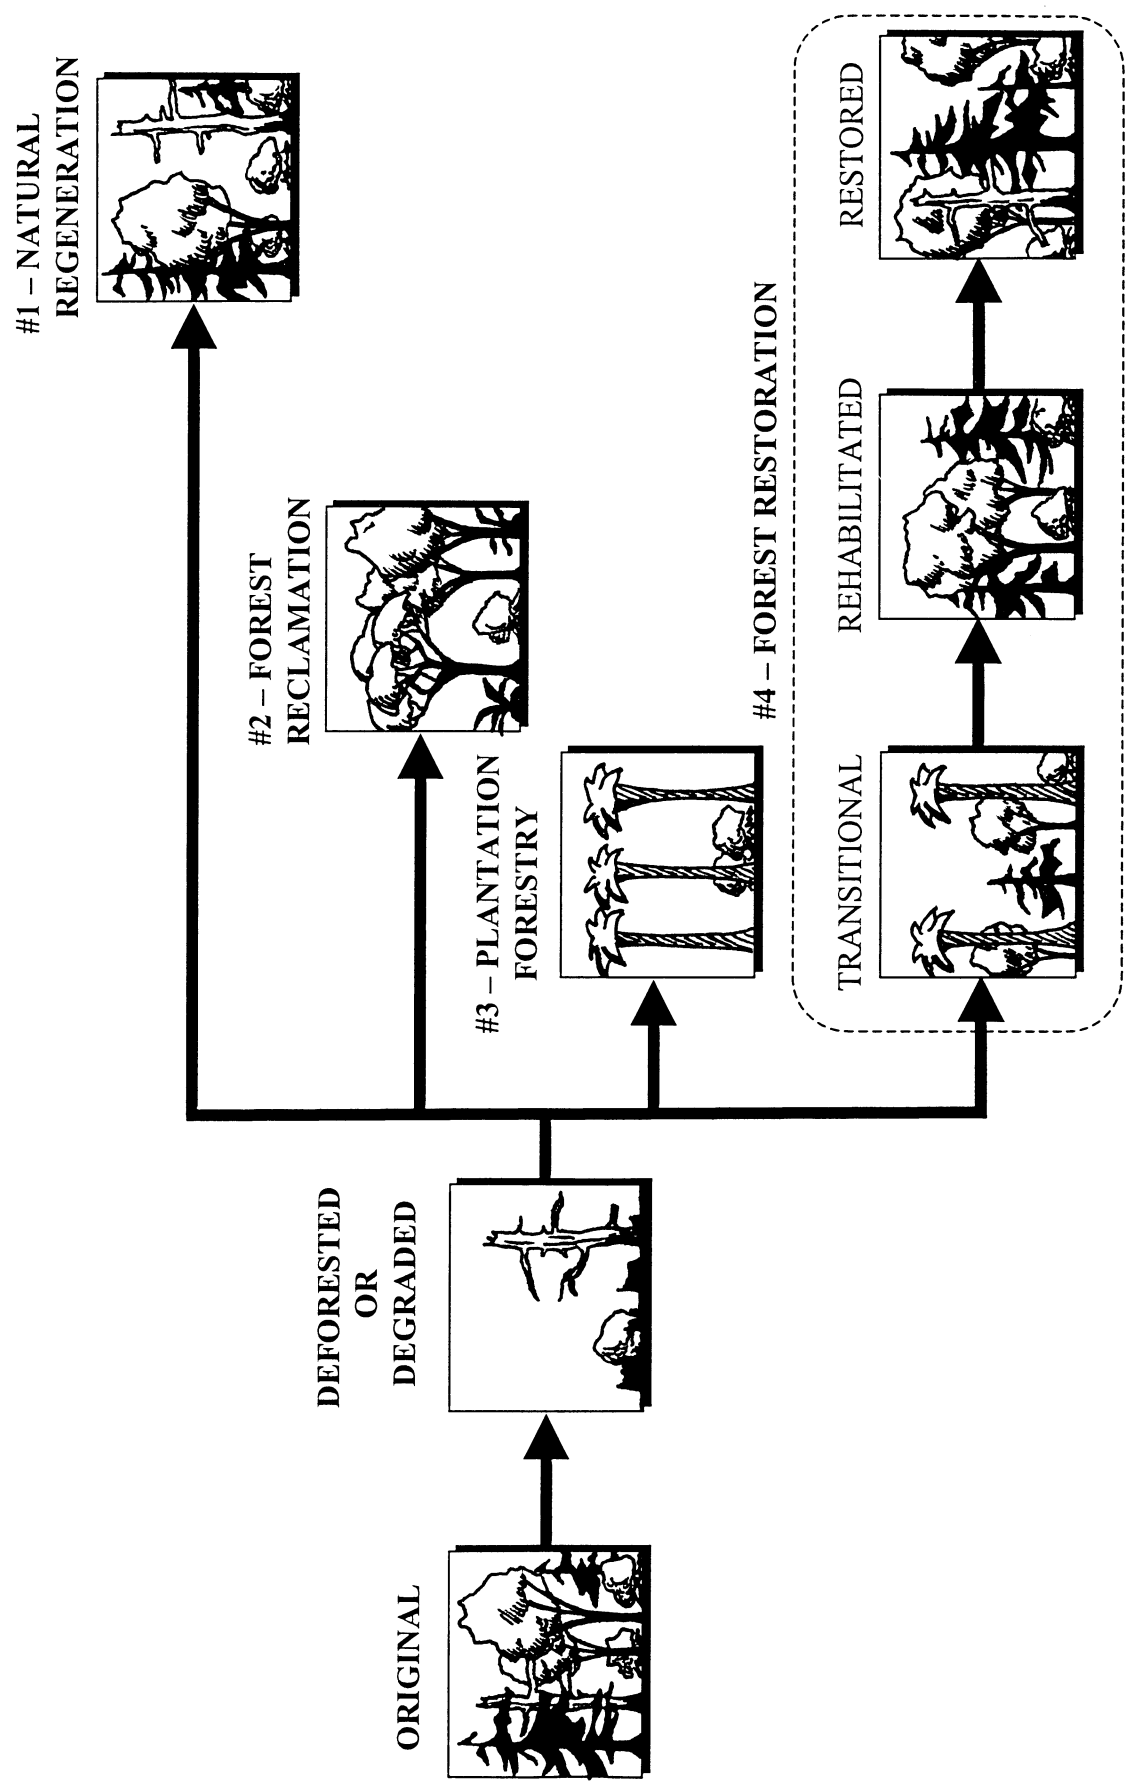 #1 – NATURAL
REGENERATION
#2 – FOREST
RECLAMATION
#3 – PLANTATION
FORESTRY
#4 – FOREST RESTORATION
ORIGINAL
DEFORESTED
OR
DEGRADED
TRANSITIONAL
REHABILITATED
RESTORED